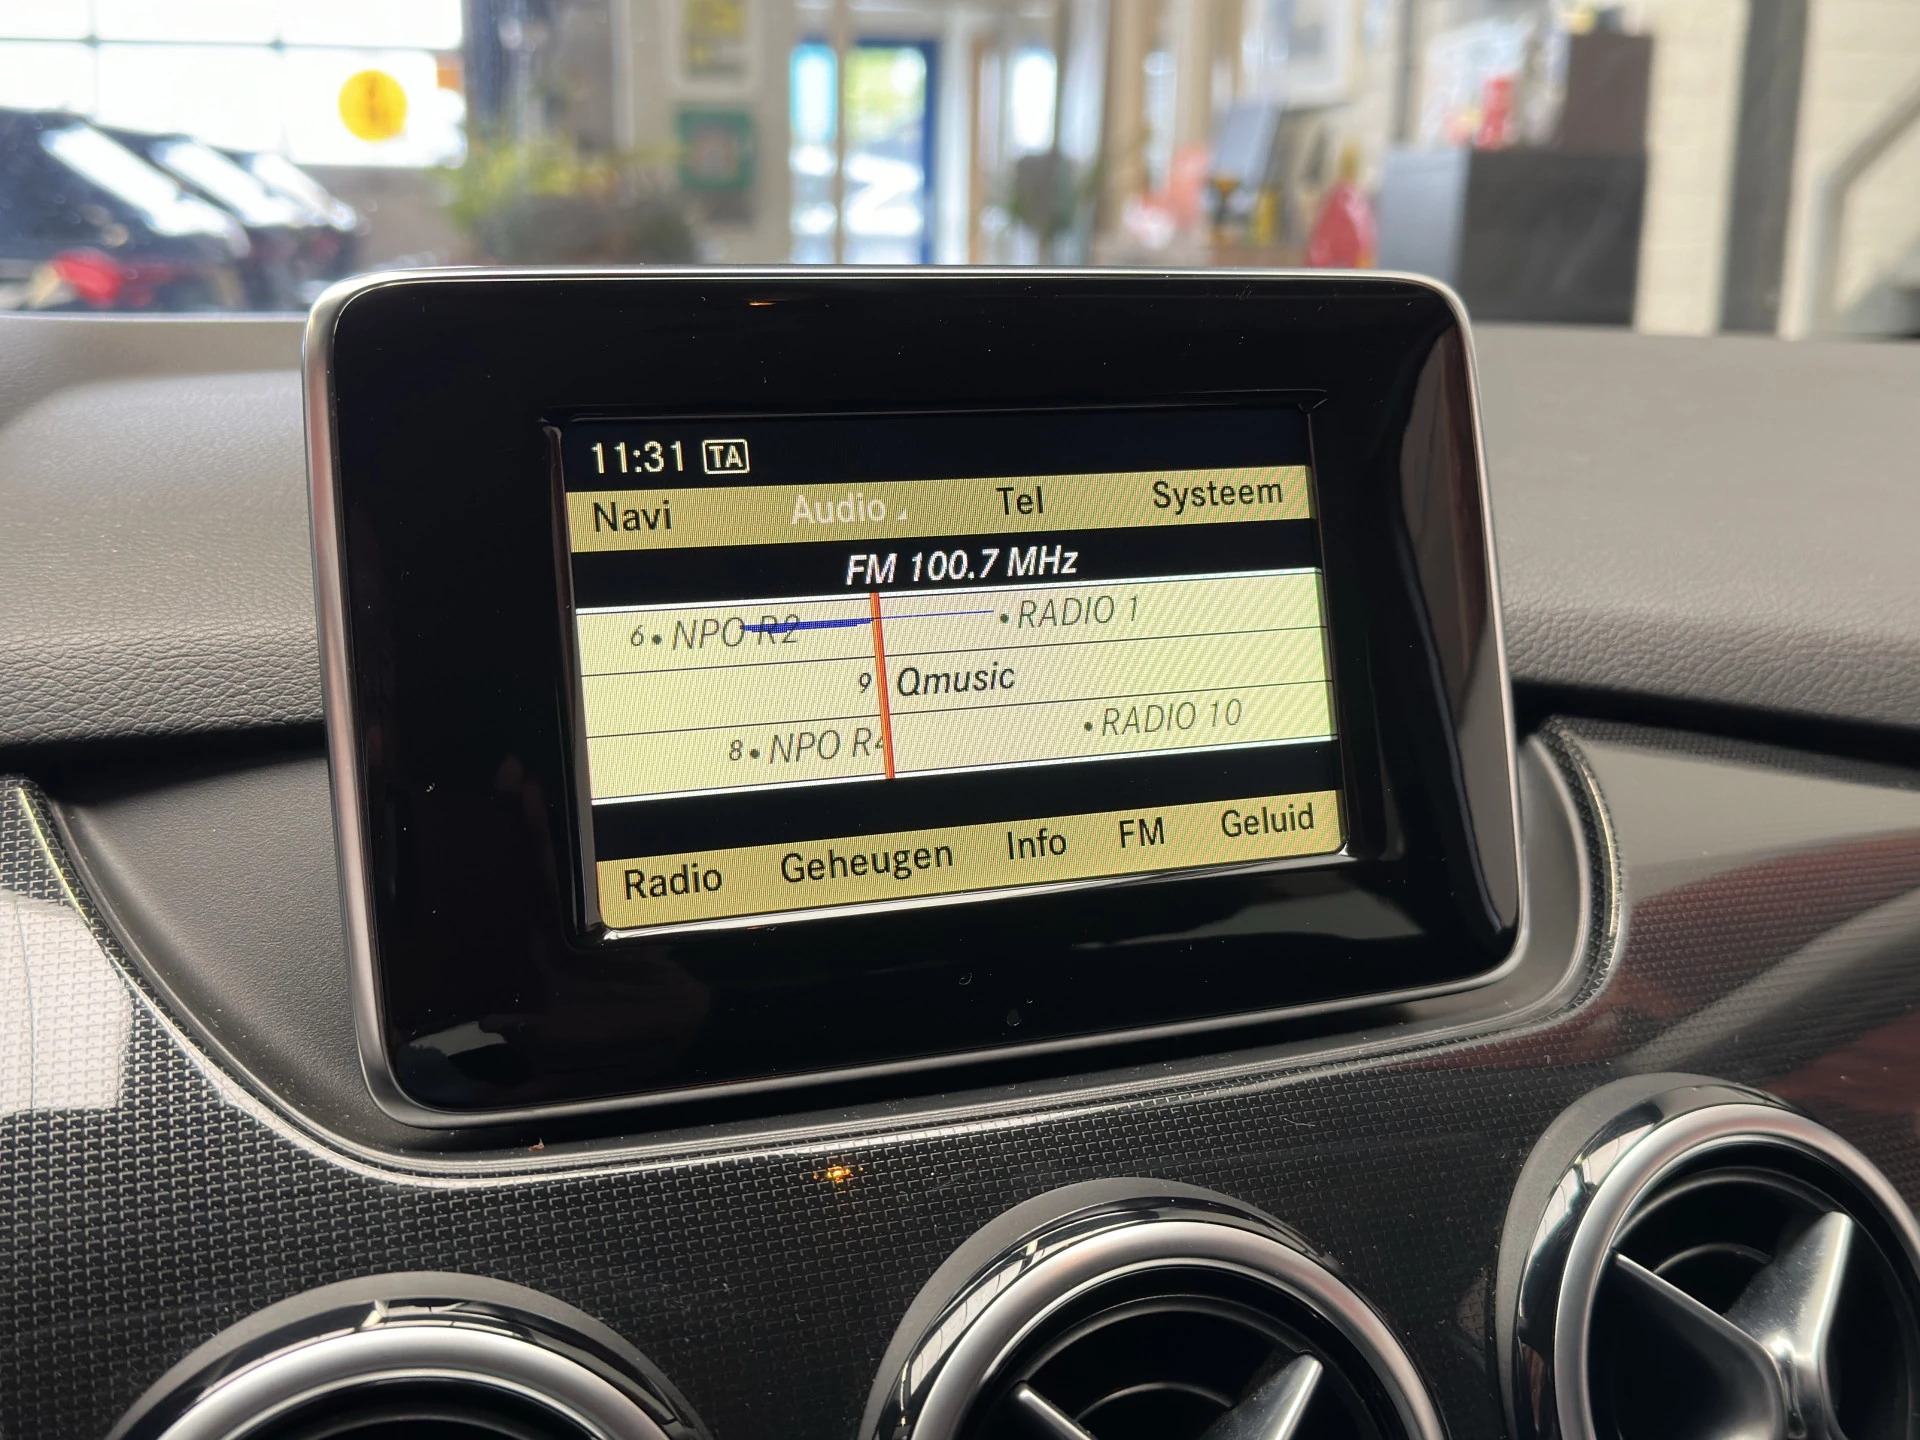 11:31 TA
Navi Audio Tel Systeem
FM 100.7 MHz
6 • NPO R2 • RADIO 1
9 Qmusic
8 • NPO R4 • RADIO 10
Radio Geheugen Info FM Geluid